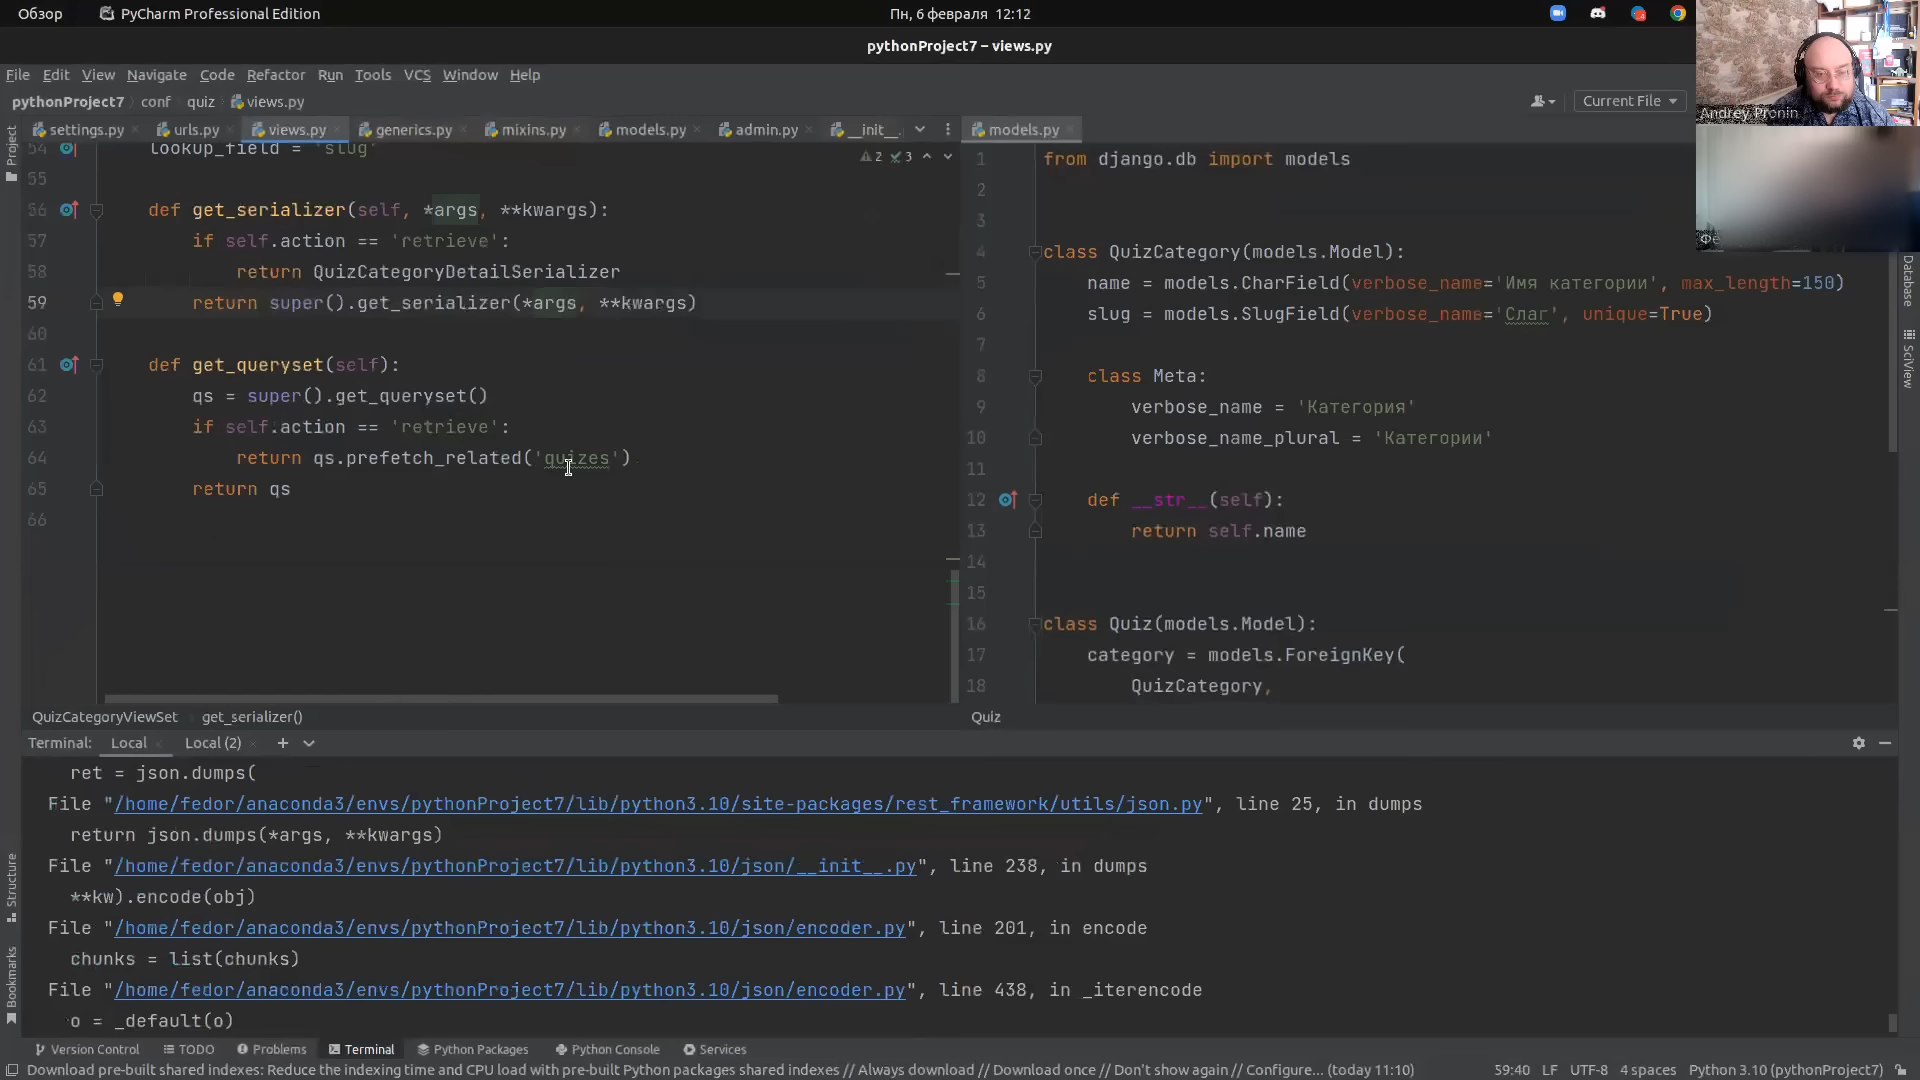 Обзор
PyCharm Professional Edition
Пн, 6 февраля 12:12
pythonProject7 – views.py
File Edit View Navigate Code Refactor Run Tools VCS Window Help
pythonProject7 conf quiz views.py
Current File
Andrey Pronin
settings.py urls.py views.py generics.py mixins.py models.py admin.py __init__.
models.py
Project
54 lookup_field = 'slug'
2 3
55
56 def get_serializer(self, *args, **kwargs):
57 if self.action == 'retrieve':
58 return QuizCategoryDetailSerializer
59 return super().get_serializer(*args, **kwargs)
60
61 def get_queryset(self):
62 qs = super().get_queryset()
63 if self.action == 'retrieve':
64 return qs.prefetch_related('quizes')
65 return qs
66
1 from django.db import models
2
3
4 class QuizCategory(models.Model):
5 name = models.CharField(verbose_name='Имя категории', max_length=150)
6 slug = models.SlugField(verbose_name='Слаг', unique=True)
7
8 class Meta:
9 verbose_name = 'Категория'
10 verbose_name_plural = 'Категории'
11
12 def __str__(self):
13 return self.name
14
15
16 class Quiz(models.Model):
17 category = models.ForeignKey(
18 QuizCategory,
Фё
Database
SciView
QuizCategoryViewSet get_serializer()
Quiz
Terminal: Local Local (2)
ret = json.dumps(
File "/home/fedor/anaconda3/envs/pythonProject7/lib/python3.10/site-packages/rest_framework/utils/json.py", line 25, in dumps
return json.dumps(*args, **kwargs)
File "/home/fedor/anaconda3/envs/pythonProject7/lib/python3.10/json/__init__.py", line 238, in dumps
**kw).encode(obj)
File "/home/fedor/anaconda3/envs/pythonProject7/lib/python3.10/json/encoder.py", line 201, in encode
chunks = list(chunks)
File "/home/fedor/anaconda3/envs/pythonProject7/lib/python3.10/json/encoder.py", line 438, in _iterencode
o = _default(o)
Structure
Bookmarks
Version Control TODO Problems Terminal Python Packages Python Console Services
Download pre-built shared indexes: Reduce the indexing time and CPU load with pre-built Python packages shared indexes // Always download // Download once // Don't show again // Configure... (today 11:10)
59:40 LF UTF-8 4 spaces Python 3.10 (pythonProject7)